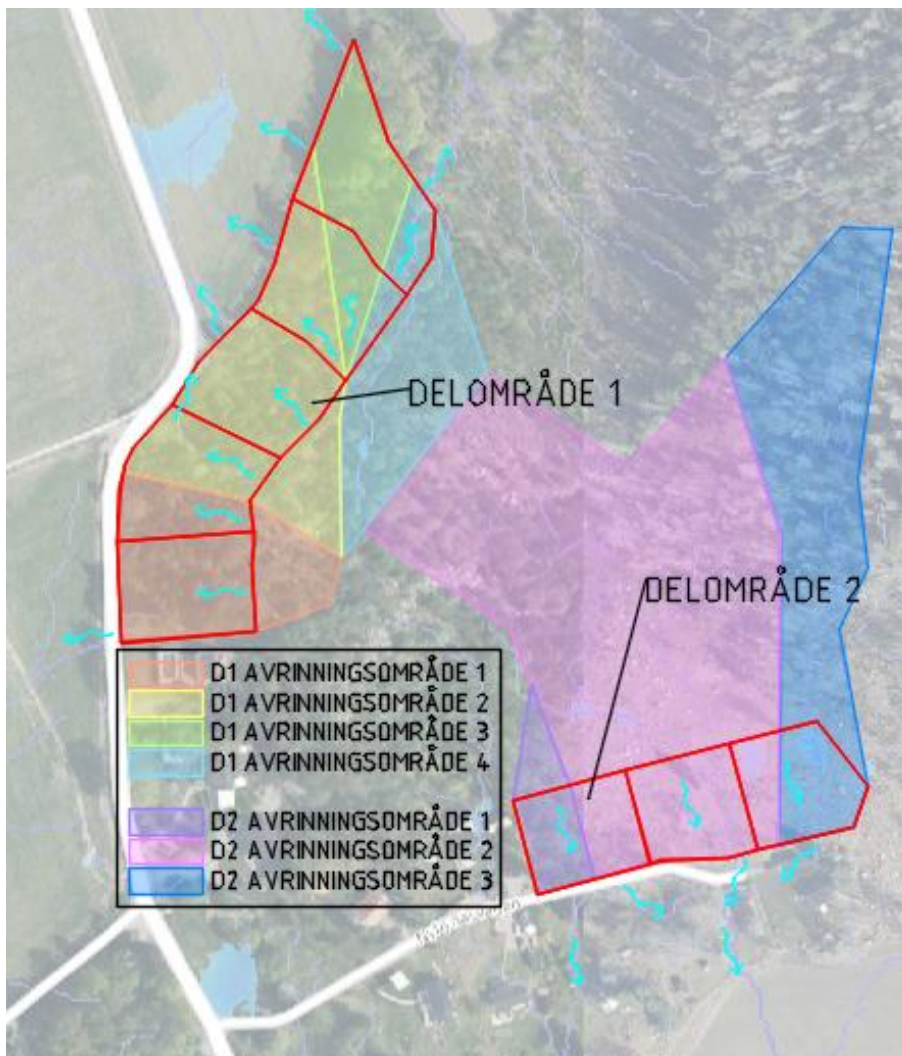 DELOMRÅDE 1
DELOMRÅDE 2
D1 AVRINNINGSOMRÅDE 1
D1 AVRINNINGSOMRÅDE 2
D1 AVRINNINGSOMRÅDE 3
D1 AVRINNINGSOMRÅDE 4
D2 AVRINNINGSOMRÅDE 1
D2 AVRINNINGSOMRÅDE 2
D2 AVRINNINGSOMRÅDE 3